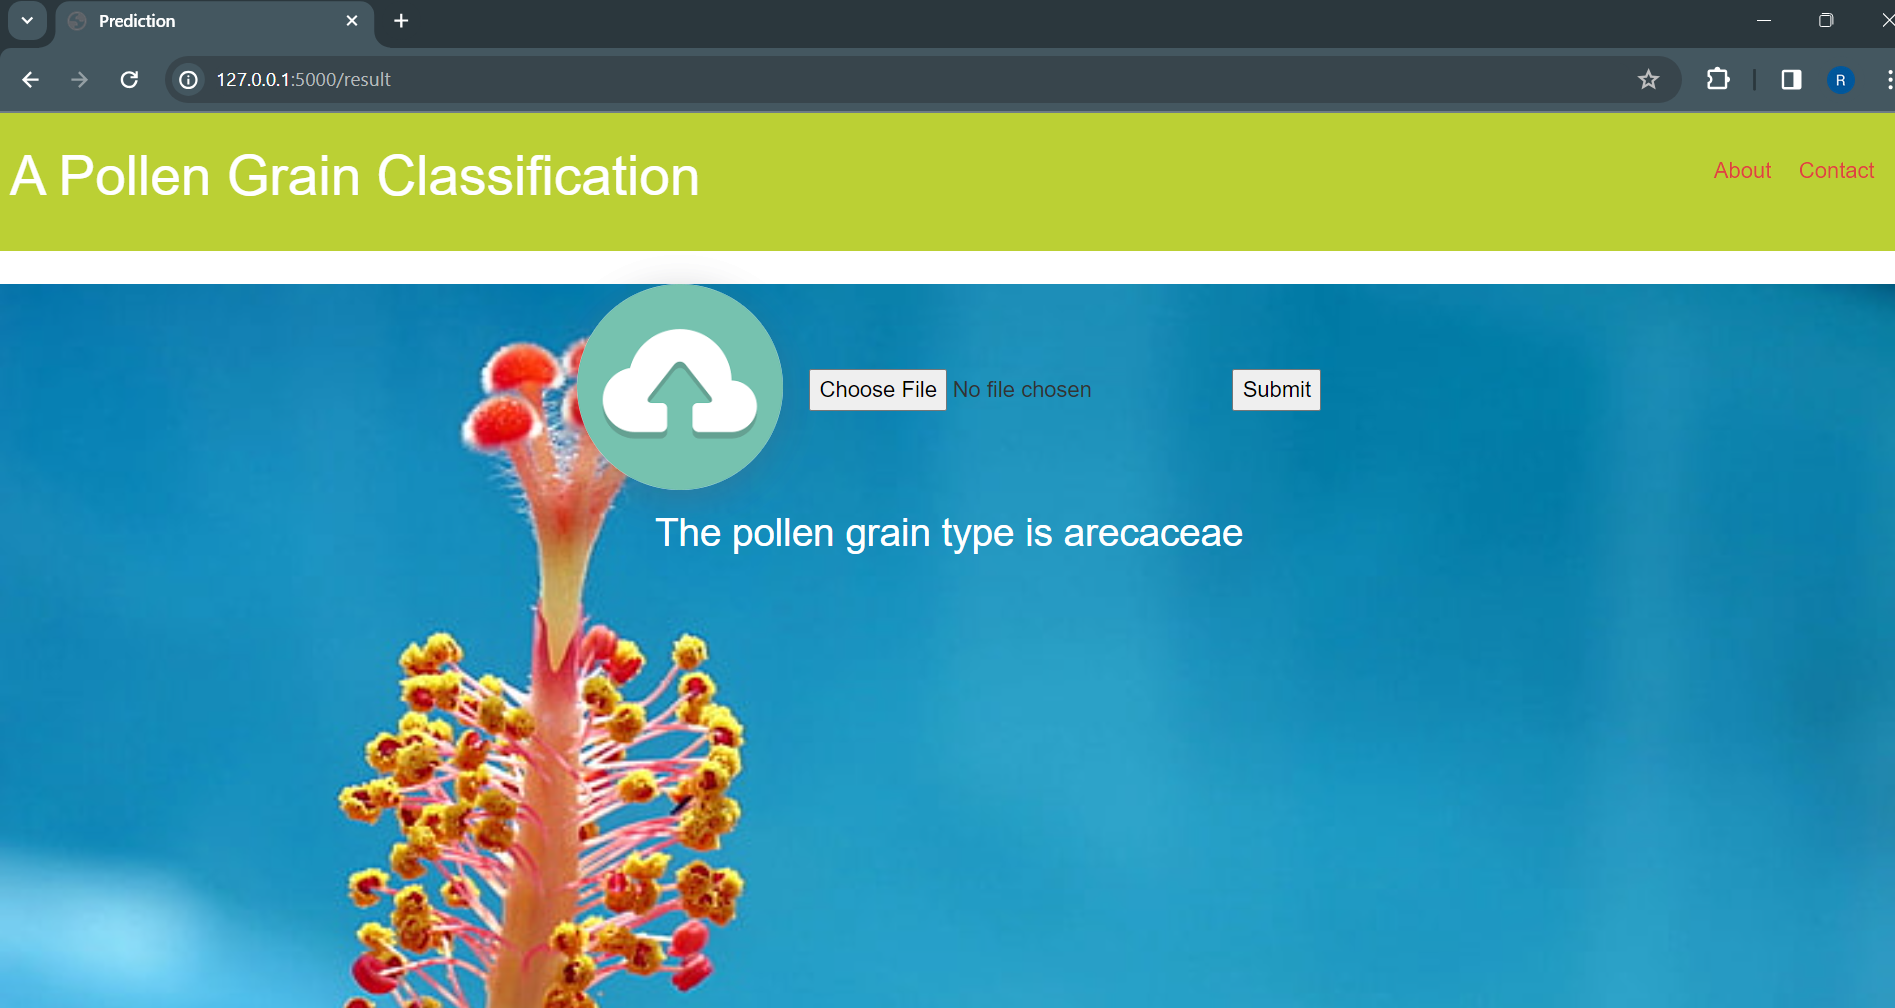 Prediction
127.0.0.1:5000/result
R
A Pollen Grain Classification
About Contact
Choose File No file chosen Submit
The pollen grain type is arecaceae